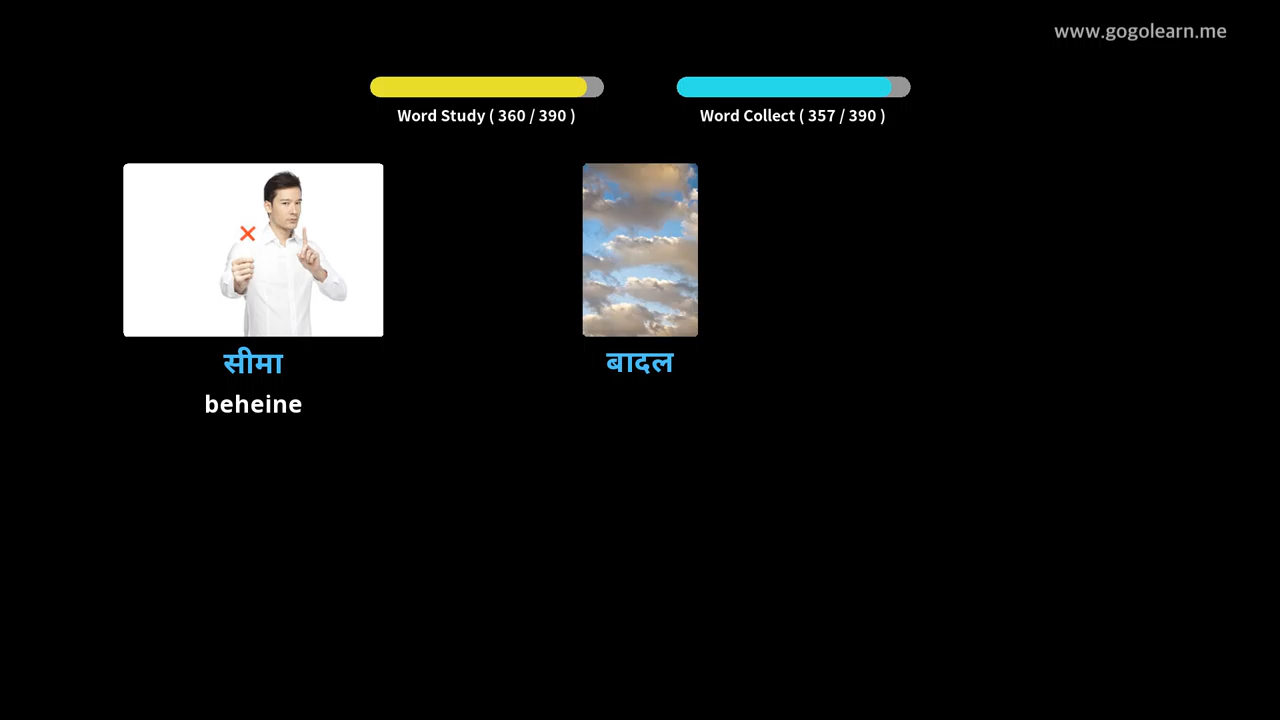 www.gogolearn.me
Word Study ( 360 / 390 )
Word Collect ( 357 / 390 )
सीमा
बादल
beheine